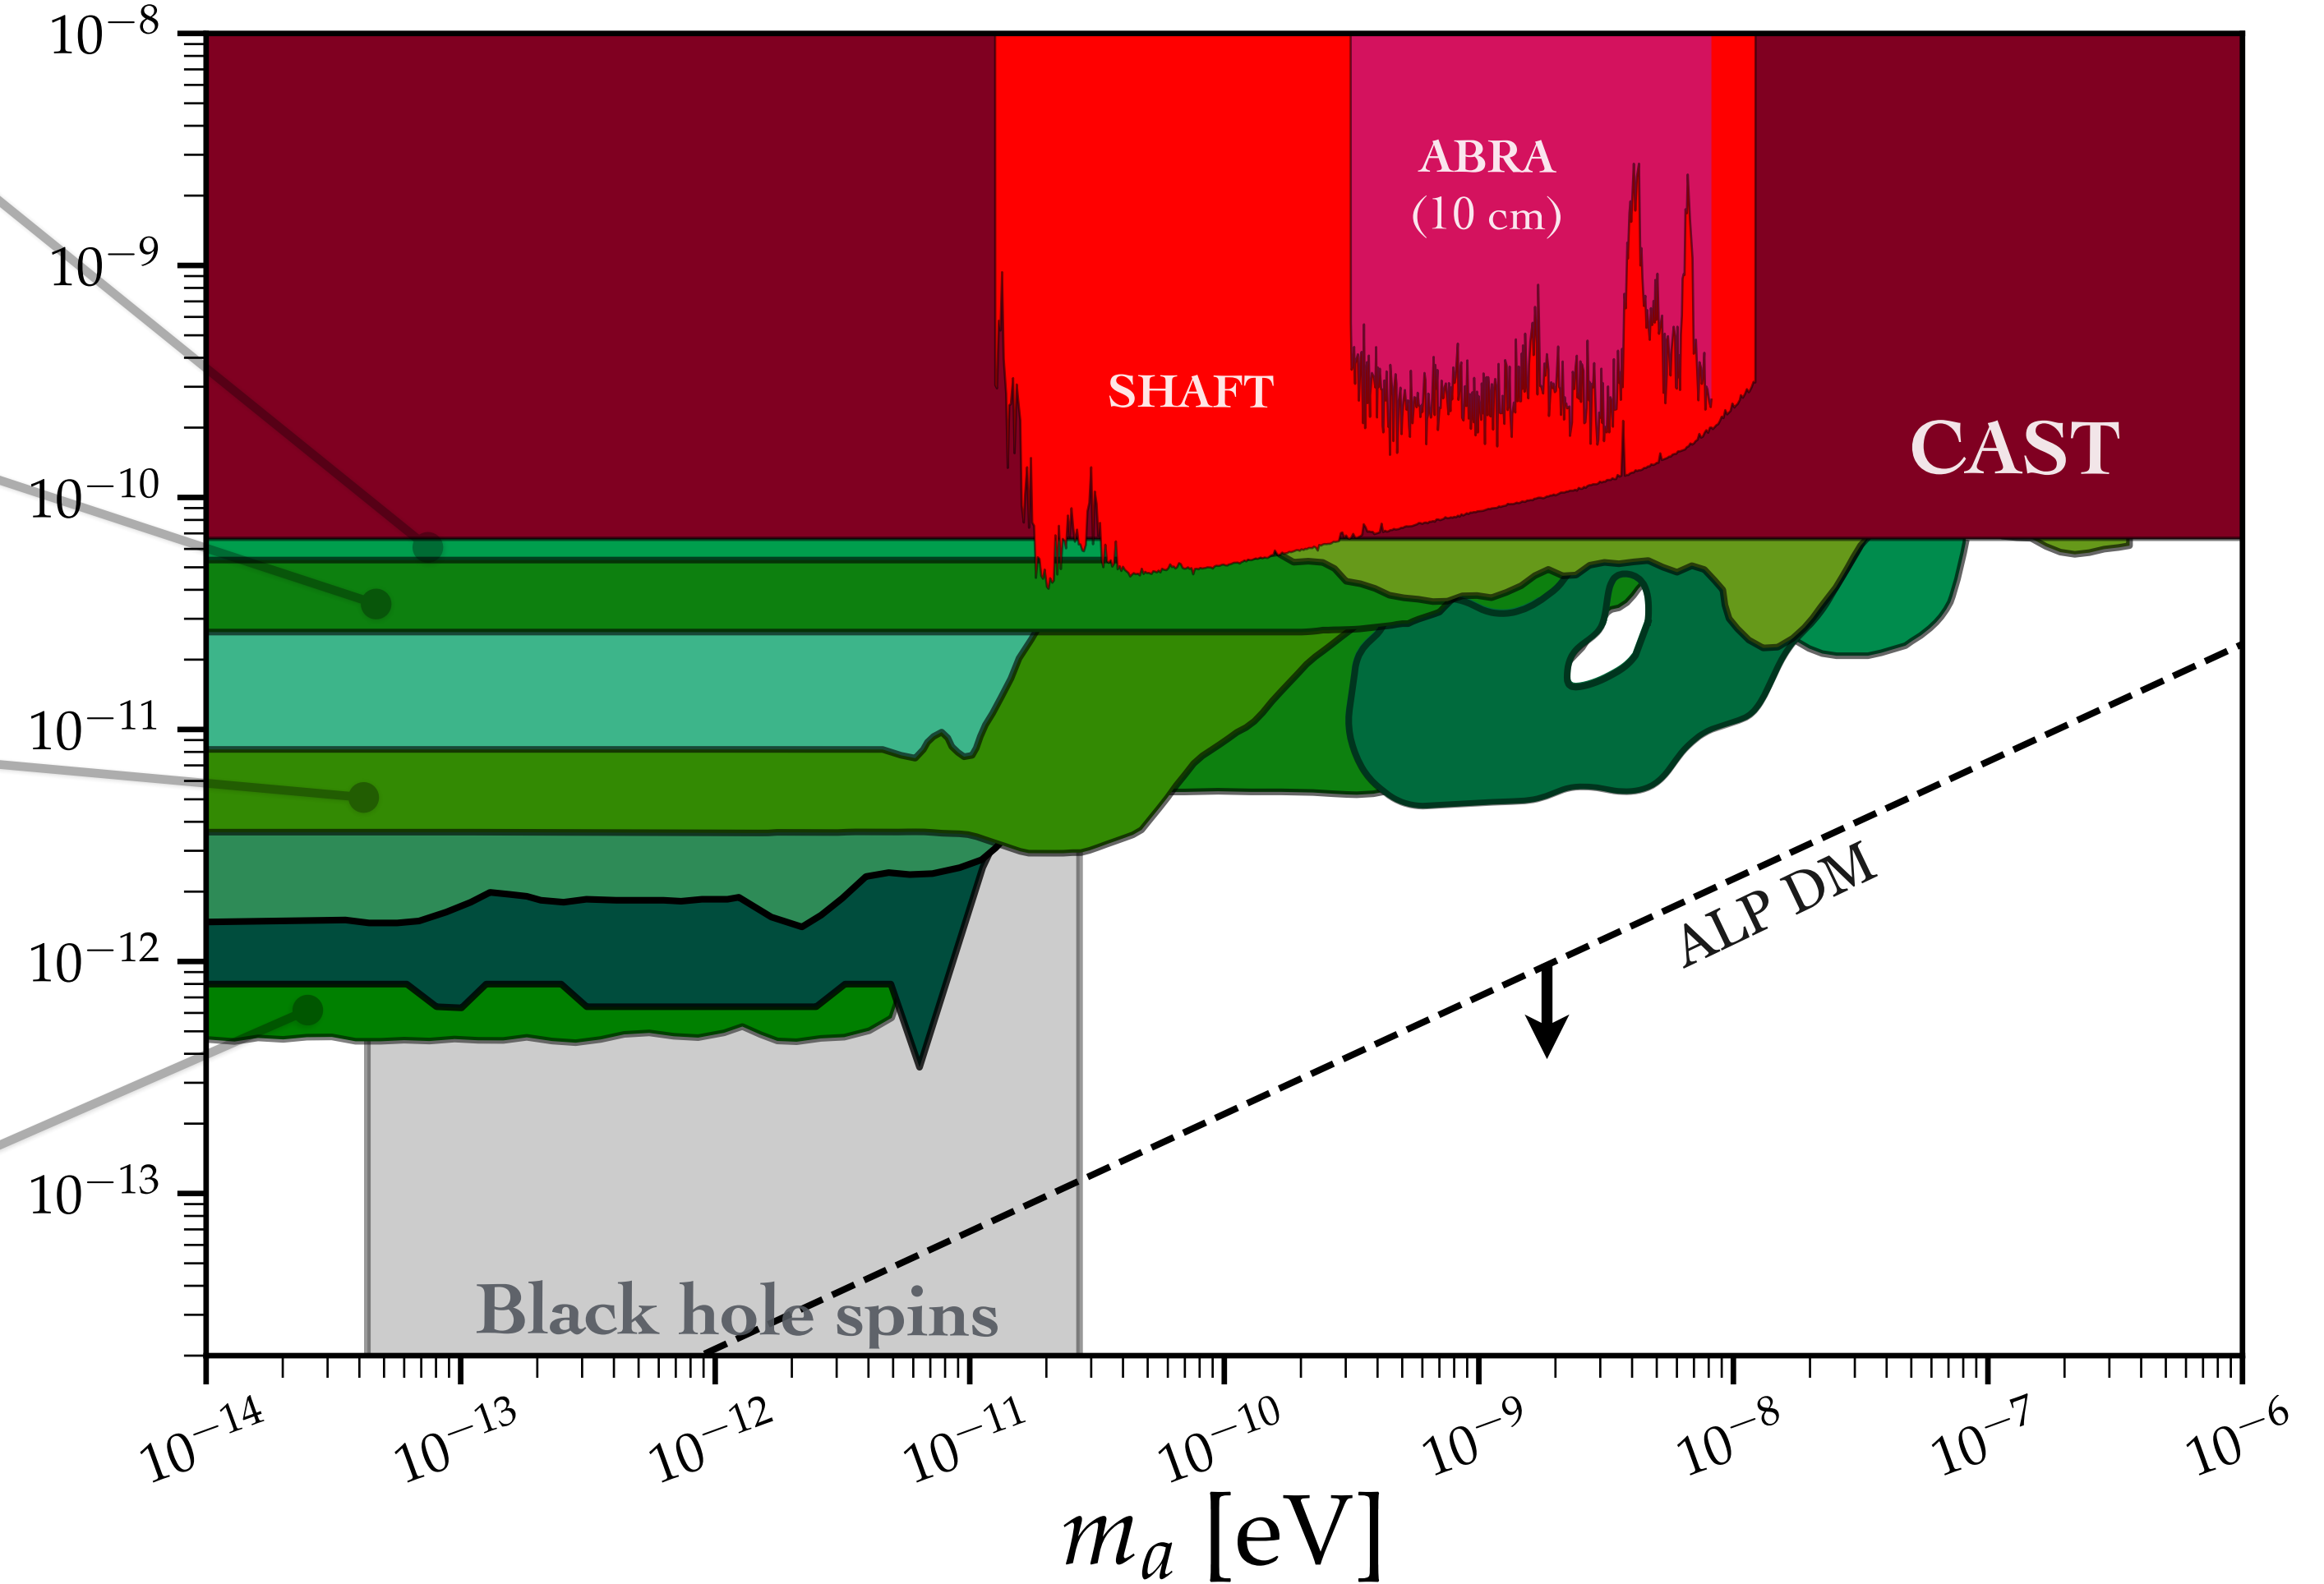 10⁻⁸
10⁻⁹
10⁻¹⁰
10⁻¹¹
10⁻¹²
10⁻¹³
ABRA
(10 cm)
SHAFT
CAST
ALP DM
Black hole spins
10⁻¹⁴ 10⁻¹³ 10⁻¹² 10⁻¹¹ 10⁻¹⁰ 10⁻⁹ 10⁻⁸ 10⁻⁷ 10⁻⁶
mₐ [eV]